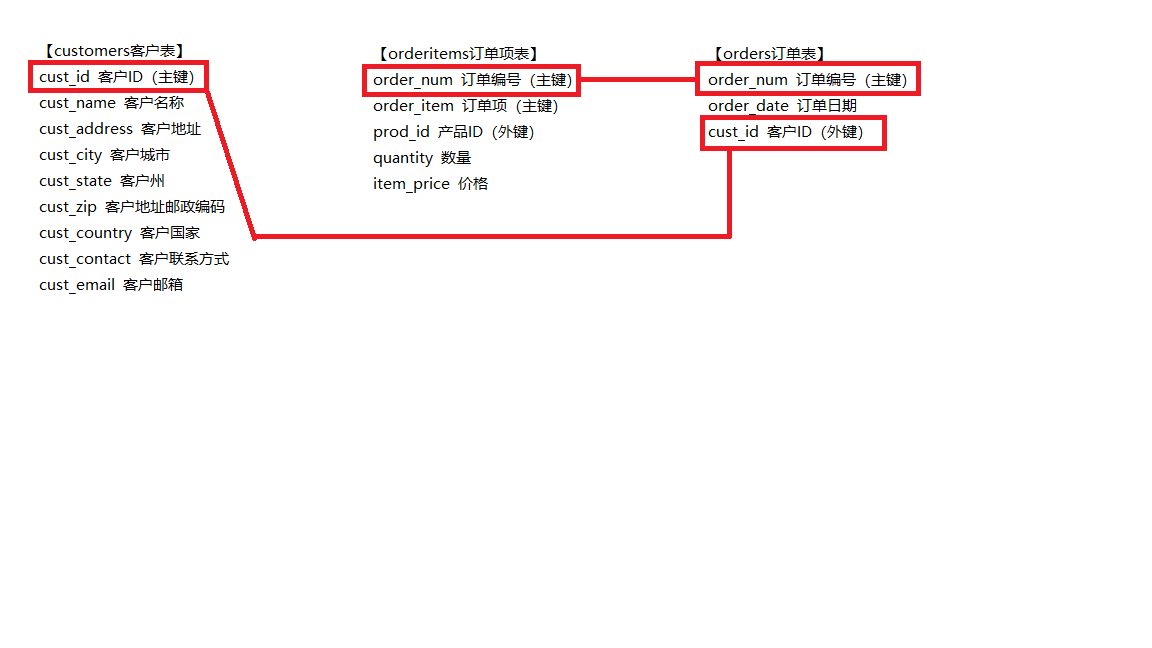 【customers客户表】
cust_id 客户ID（主键）
cust_name 客户名称
cust_address 客户地址
cust_city 客户城市
cust_state 客户州
cust_zip 客户地址邮政编码
cust_country 客户国家
cust_contact 客户联系方式
cust_email 客户邮箱
【orderitems订单项表】
order_num 订单编号（主键）
order_item 订单项（主键）
prod_id 产品ID（外键）
quantity 数量
item_price 价格
【orders订单表】
order_num 订单编号（主键）
order_date 订单日期
cust_id 客户ID（外键）